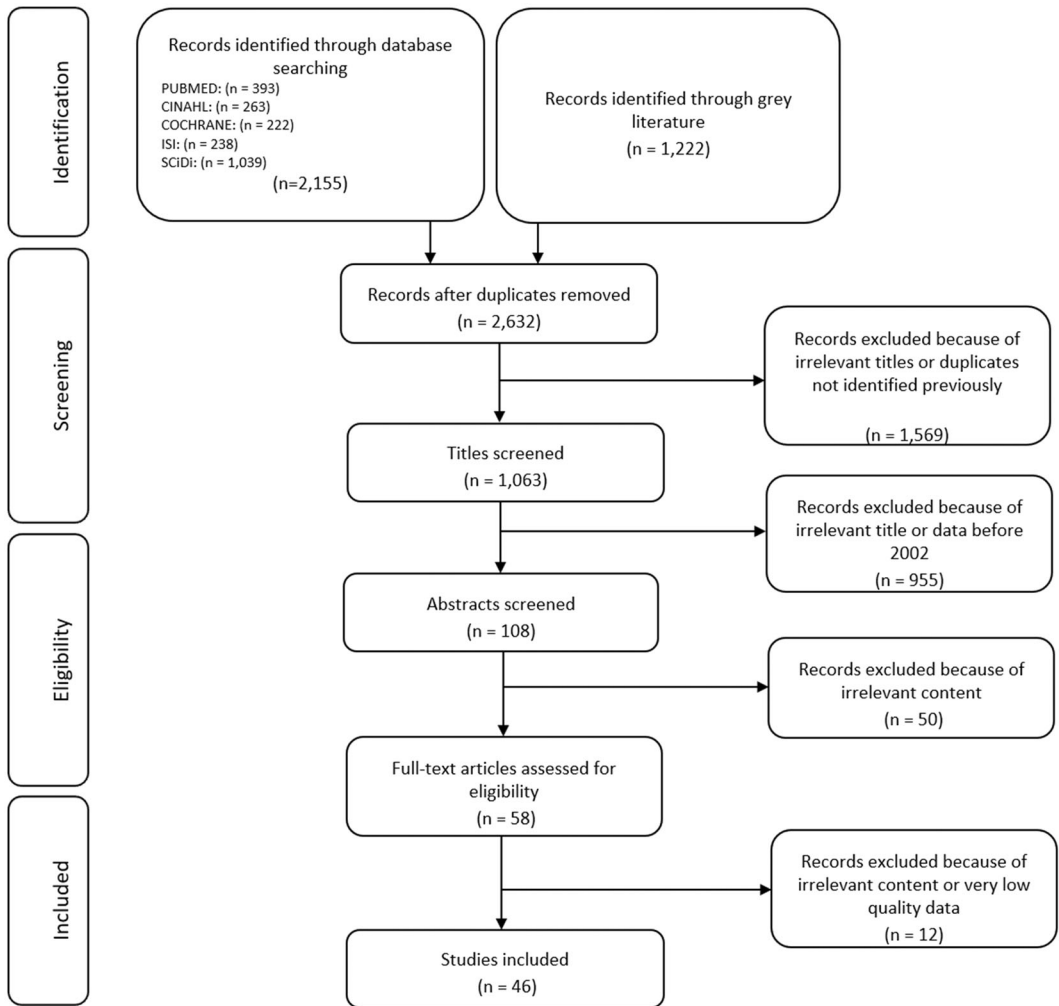 Identification
Records identified through database
searching
PUBMED: (n = 393)
CINAHL: (n = 263)
COCHRANE: (n = 222)
ISI: (n = 238)
SCiDi: (n = 1,039)
(n=2,155)
Records identified through grey
literature
(n = 1,222)
Screening
Records after duplicates removed
(n = 2,632)
Records excluded because of
irrelevant titles or duplicates
not identified previously
(n = 1,569)
Titles screened
(n = 1,063)
Records excluded because of
irrelevant title or data before
2002
(n = 955)
Eligibility
Abstracts screened
(n = 108)
Records excluded because of
irrelevant content
(n = 50)
Full-text articles assessed for
eligibility
(n = 58)
Included
Records excluded because of
irrelevant content or very low
quality data
(n = 12)
Studies included
(n = 46)